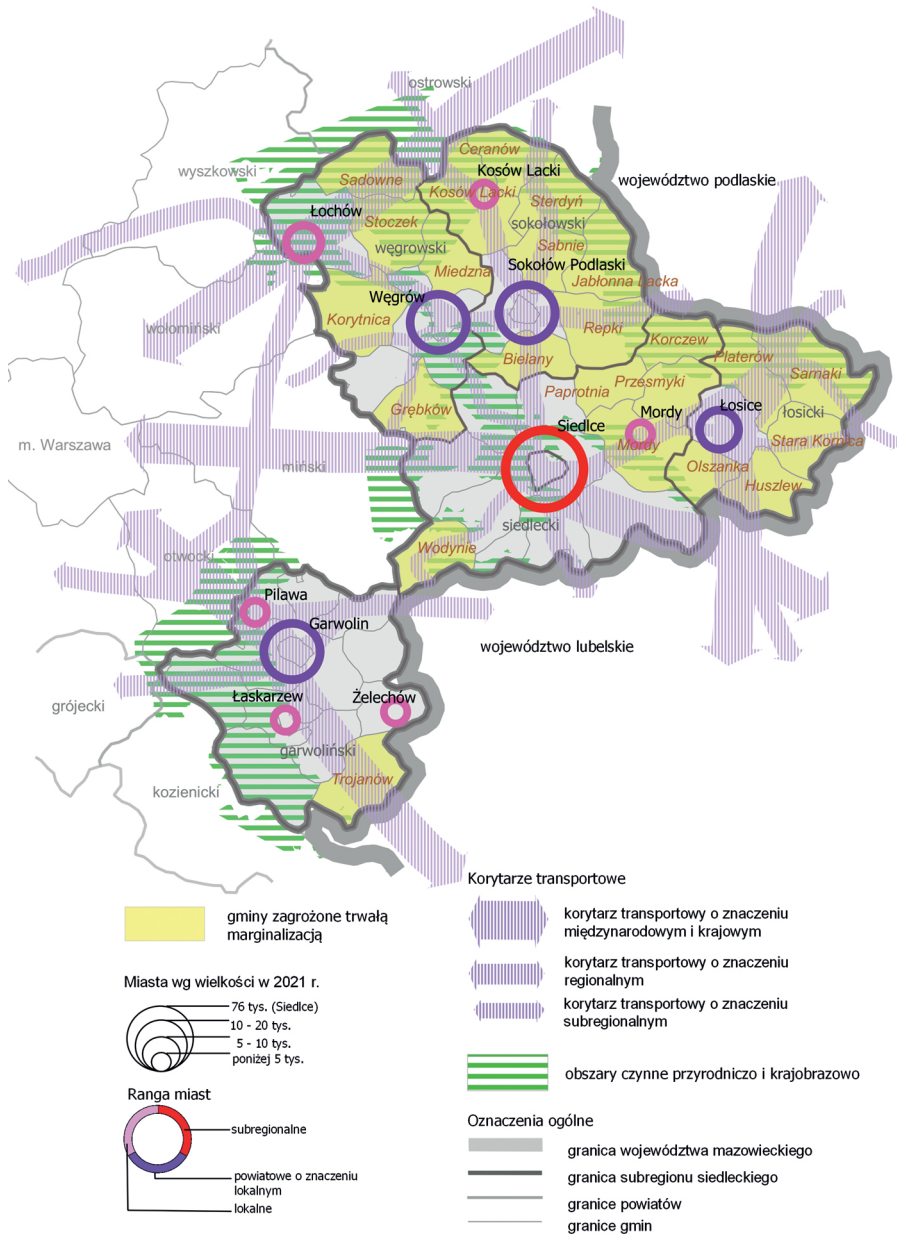 ostrowski
Ceranów
wyszkowski
Kosów Lacki
województwo podlaskie
Sadowne
Kosów Lacki
Sterdyń
Łochów
Stoczek
sokołowski
węgrowski
Sabnie
Miedzna
Sokołów Podlaski
Jabłonna Lacka
Węgrów
wołomiński
Korytnica
Repki
Korczew
Bielany
Platerów
Sarnaki
Paprotnia
Przesmyki
Grębków
Mordy
Łosice
łosicki
Siedlce
m. Warszawa
Mordy
Stara Kornica
miński
Olszanka
Huszlew
siedlecki
Wodynie
otwocki
Pilawa
Garwolin
województwo lubelskie
Łaskarzew
Żelechów
grójecki
garwoliński
Trojanów
kozienicki
gminy zagrożone trwałą
marginalizacją
Miasta wg wielkości w 2021 r.
76 tys. (Siedlce)
10 - 20 tys.
5 - 10 tys.
poniżej 5 tys.
Ranga miast
subregionalne
powiatowe o znaczeniu
lokalnym
lokalne
Korytarze transportowe
korytarz transportowy o znaczeniu
międzynarodowym i krajowym
korytarz transportowy o znaczeniu
regionalnym
korytarz transportowy o znaczeniu
subregionalnym
obszary czynne przyrodniczo i krajobrazowo
Oznaczenia ogólne
granica województwa mazowieckiego
granica subregionu siedleckiego
granice powiatów
granice gmin